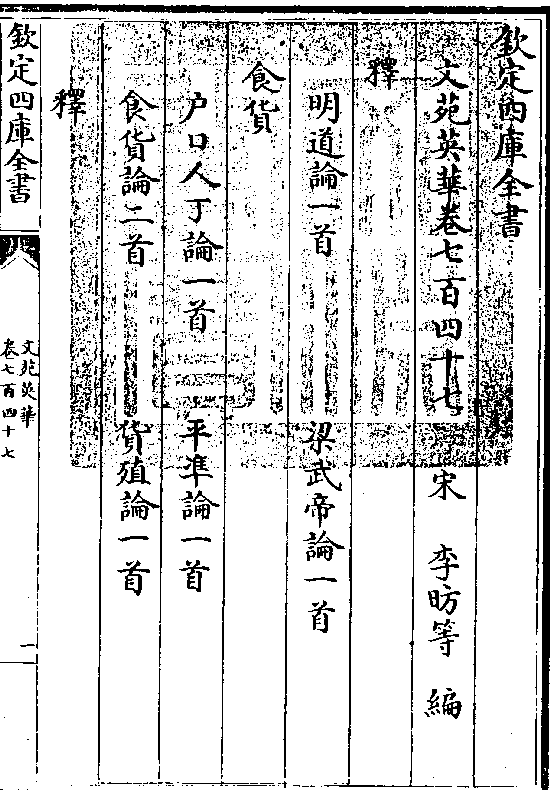 欽定四庫全書
文苑英華卷七百四十七 宋 李昉等 編
釋
明道論一首 梁武帝論一首
食貨
户口人丁論一首 平準論一首
食貨論二首 貨殖論一首
釋
欽定四庫全書
文苑英華
卷七百四十七
一